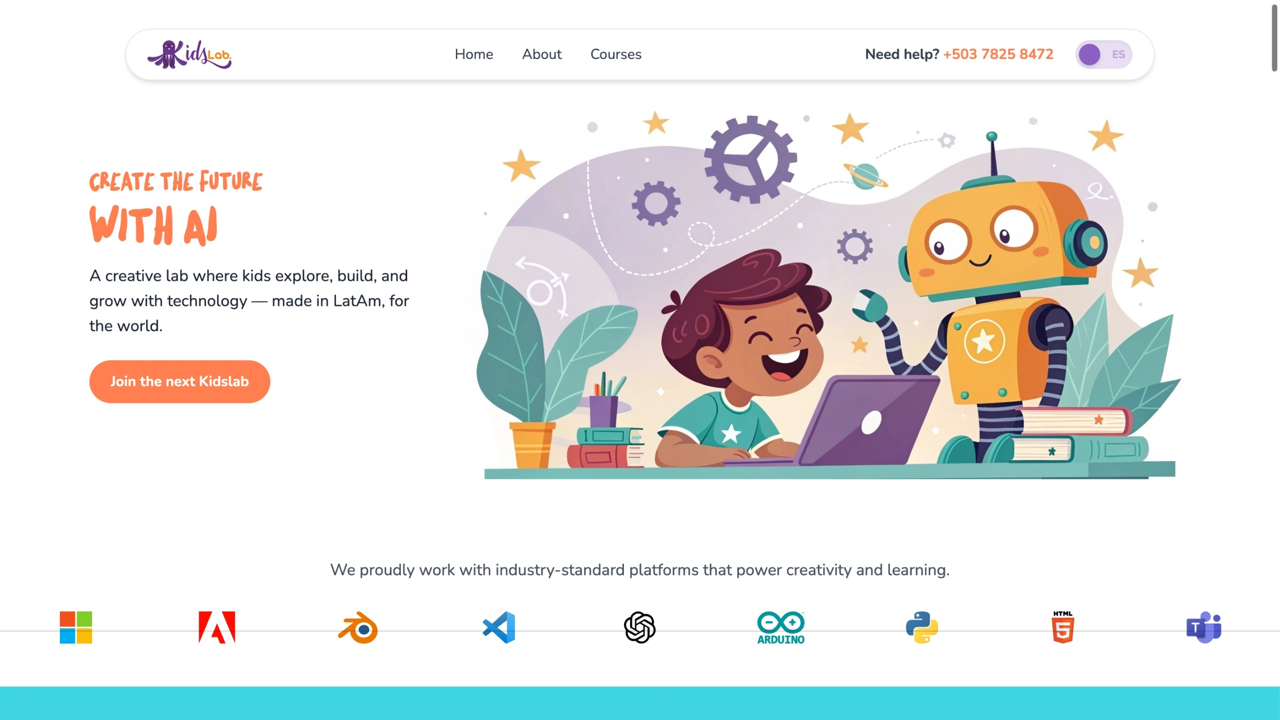 KidsLab.
Home
About
Courses
Need help? +503 7825 8472
ES
CREATE THE FUTURE
WITH AI
A creative lab where kids explore, build, and
grow with technology — made in LatAm, for
the world.
Join the next Kidslab
We proudly work with industry-standard platforms that power creativity and learning.
ARDUINO
HTML
5
T